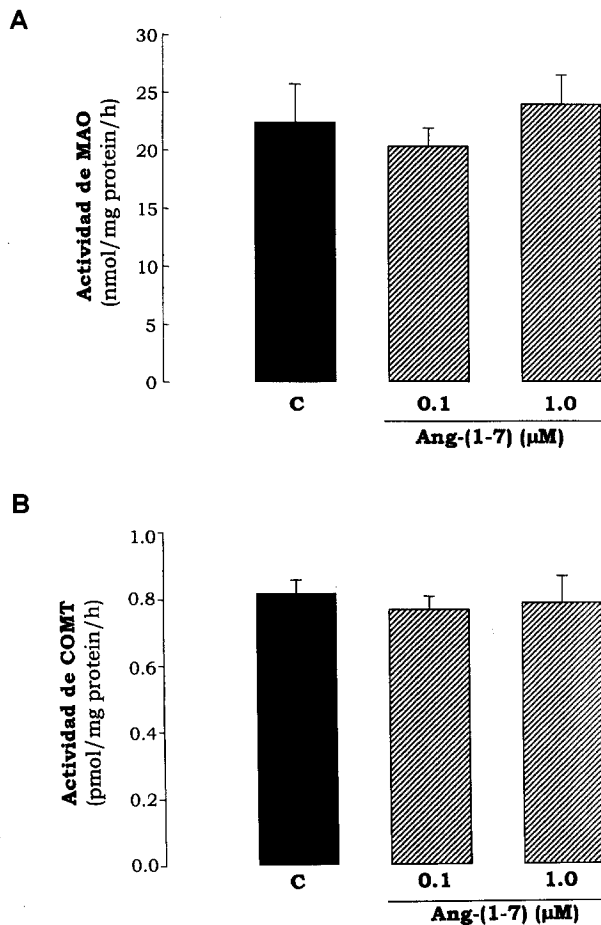 A
Actividad de MAO
(nmol/mg protein/h)
30
25
20
15
10
5
0
C
0.1
1.0
Ang-(1-7) (µM)
B
Actividad de COMT
(pmol/mg protein/h)
1.0
0.8
0.6
0.4
0.2
0.0
C
0.1
1.0
Ang-(1-7) (µM)